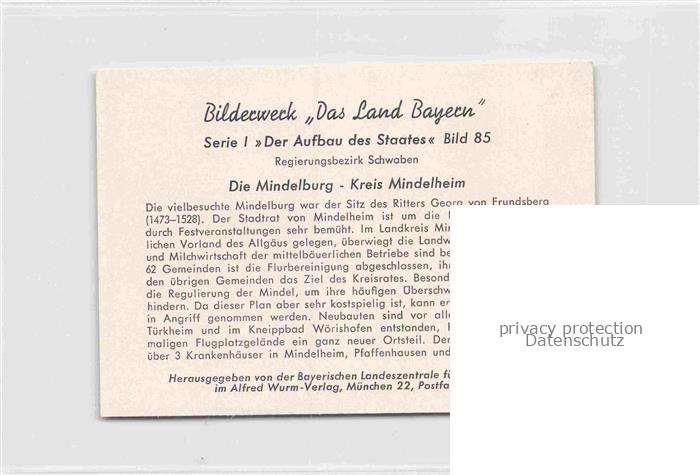 Bilderwerk „Das Land Bayern"
Serie I »Der Aufbau des Staates« Bild 85
Regierungsbezirk Schwaben
Die Mindelburg - Kreis Mindelheim
Die vielbesuchte Mindelburg war der Sitz des Ritters Georg von Frundsberg
(1473–1528). Der Stadtrat von Mindelheim ist um die
durch Festveranstaltungen sehr bemüht. Im Landkreis
lichen Vorland des Allgäus gelegen, überwiegt die
und Milchwirtschaft der mittelbäuerlichen Betriebe sind
62 Gemeinden ist die Flurbereinigung abgeschlossen,
den übrigen Gemeinden das Ziel des Kreisrates.
die Regulierung der Mindel, um ihre häufigen
hindern. Da dieser Plan aber sehr kostspielig ist, kann
in Angriff genommen werden. Neubauten sind vor
Türkheim und im Kneippbad Wörishofen entstanden,
maligen Flugplatzgelände ein ganz neuer Ortsteil.
über 3 Krankenhäuser in Mindelheim, Pfaffenhausen und
Herausgegeben von der Bayerischen Landeszentrale
im Alfred Wurm-Verlag, München 22,
privacy protection
Datenschutz